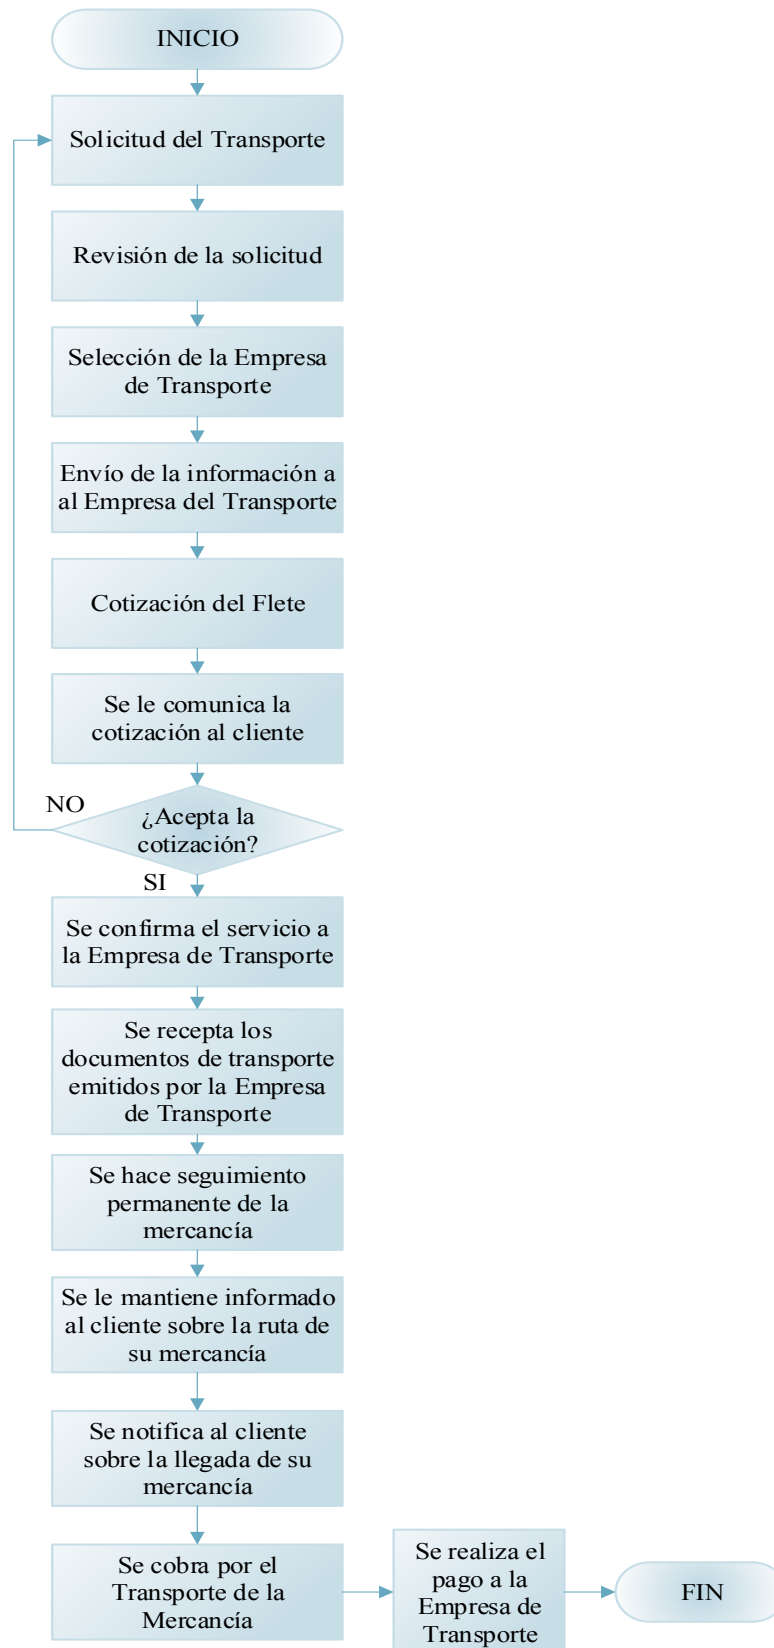 INICIO
Solicitud del Transporte
Revisión de la solicitud
Selección de la Empresa
de Transporte
Envío de la información a
al Empresa del Transporte
Cotización del Flete
Se le comunica la
cotización al cliente
NO
¿Acepta la
cotización?
SI
Se confirma el servicio a
la Empresa de Transporte
Se recepta los
documentos de transporte
emitidos por la Empresa
de Transporte
Se hace seguimiento
permanente de la
mercancía
Se le mantiene informado
al cliente sobre la ruta de
su mercancía
Se notifica al cliente
sobre la llegada de su
mercancía
Se cobra por el
Transporte de la
Mercancía
Se realiza el
pago a la
Empresa de
Transporte
FIN